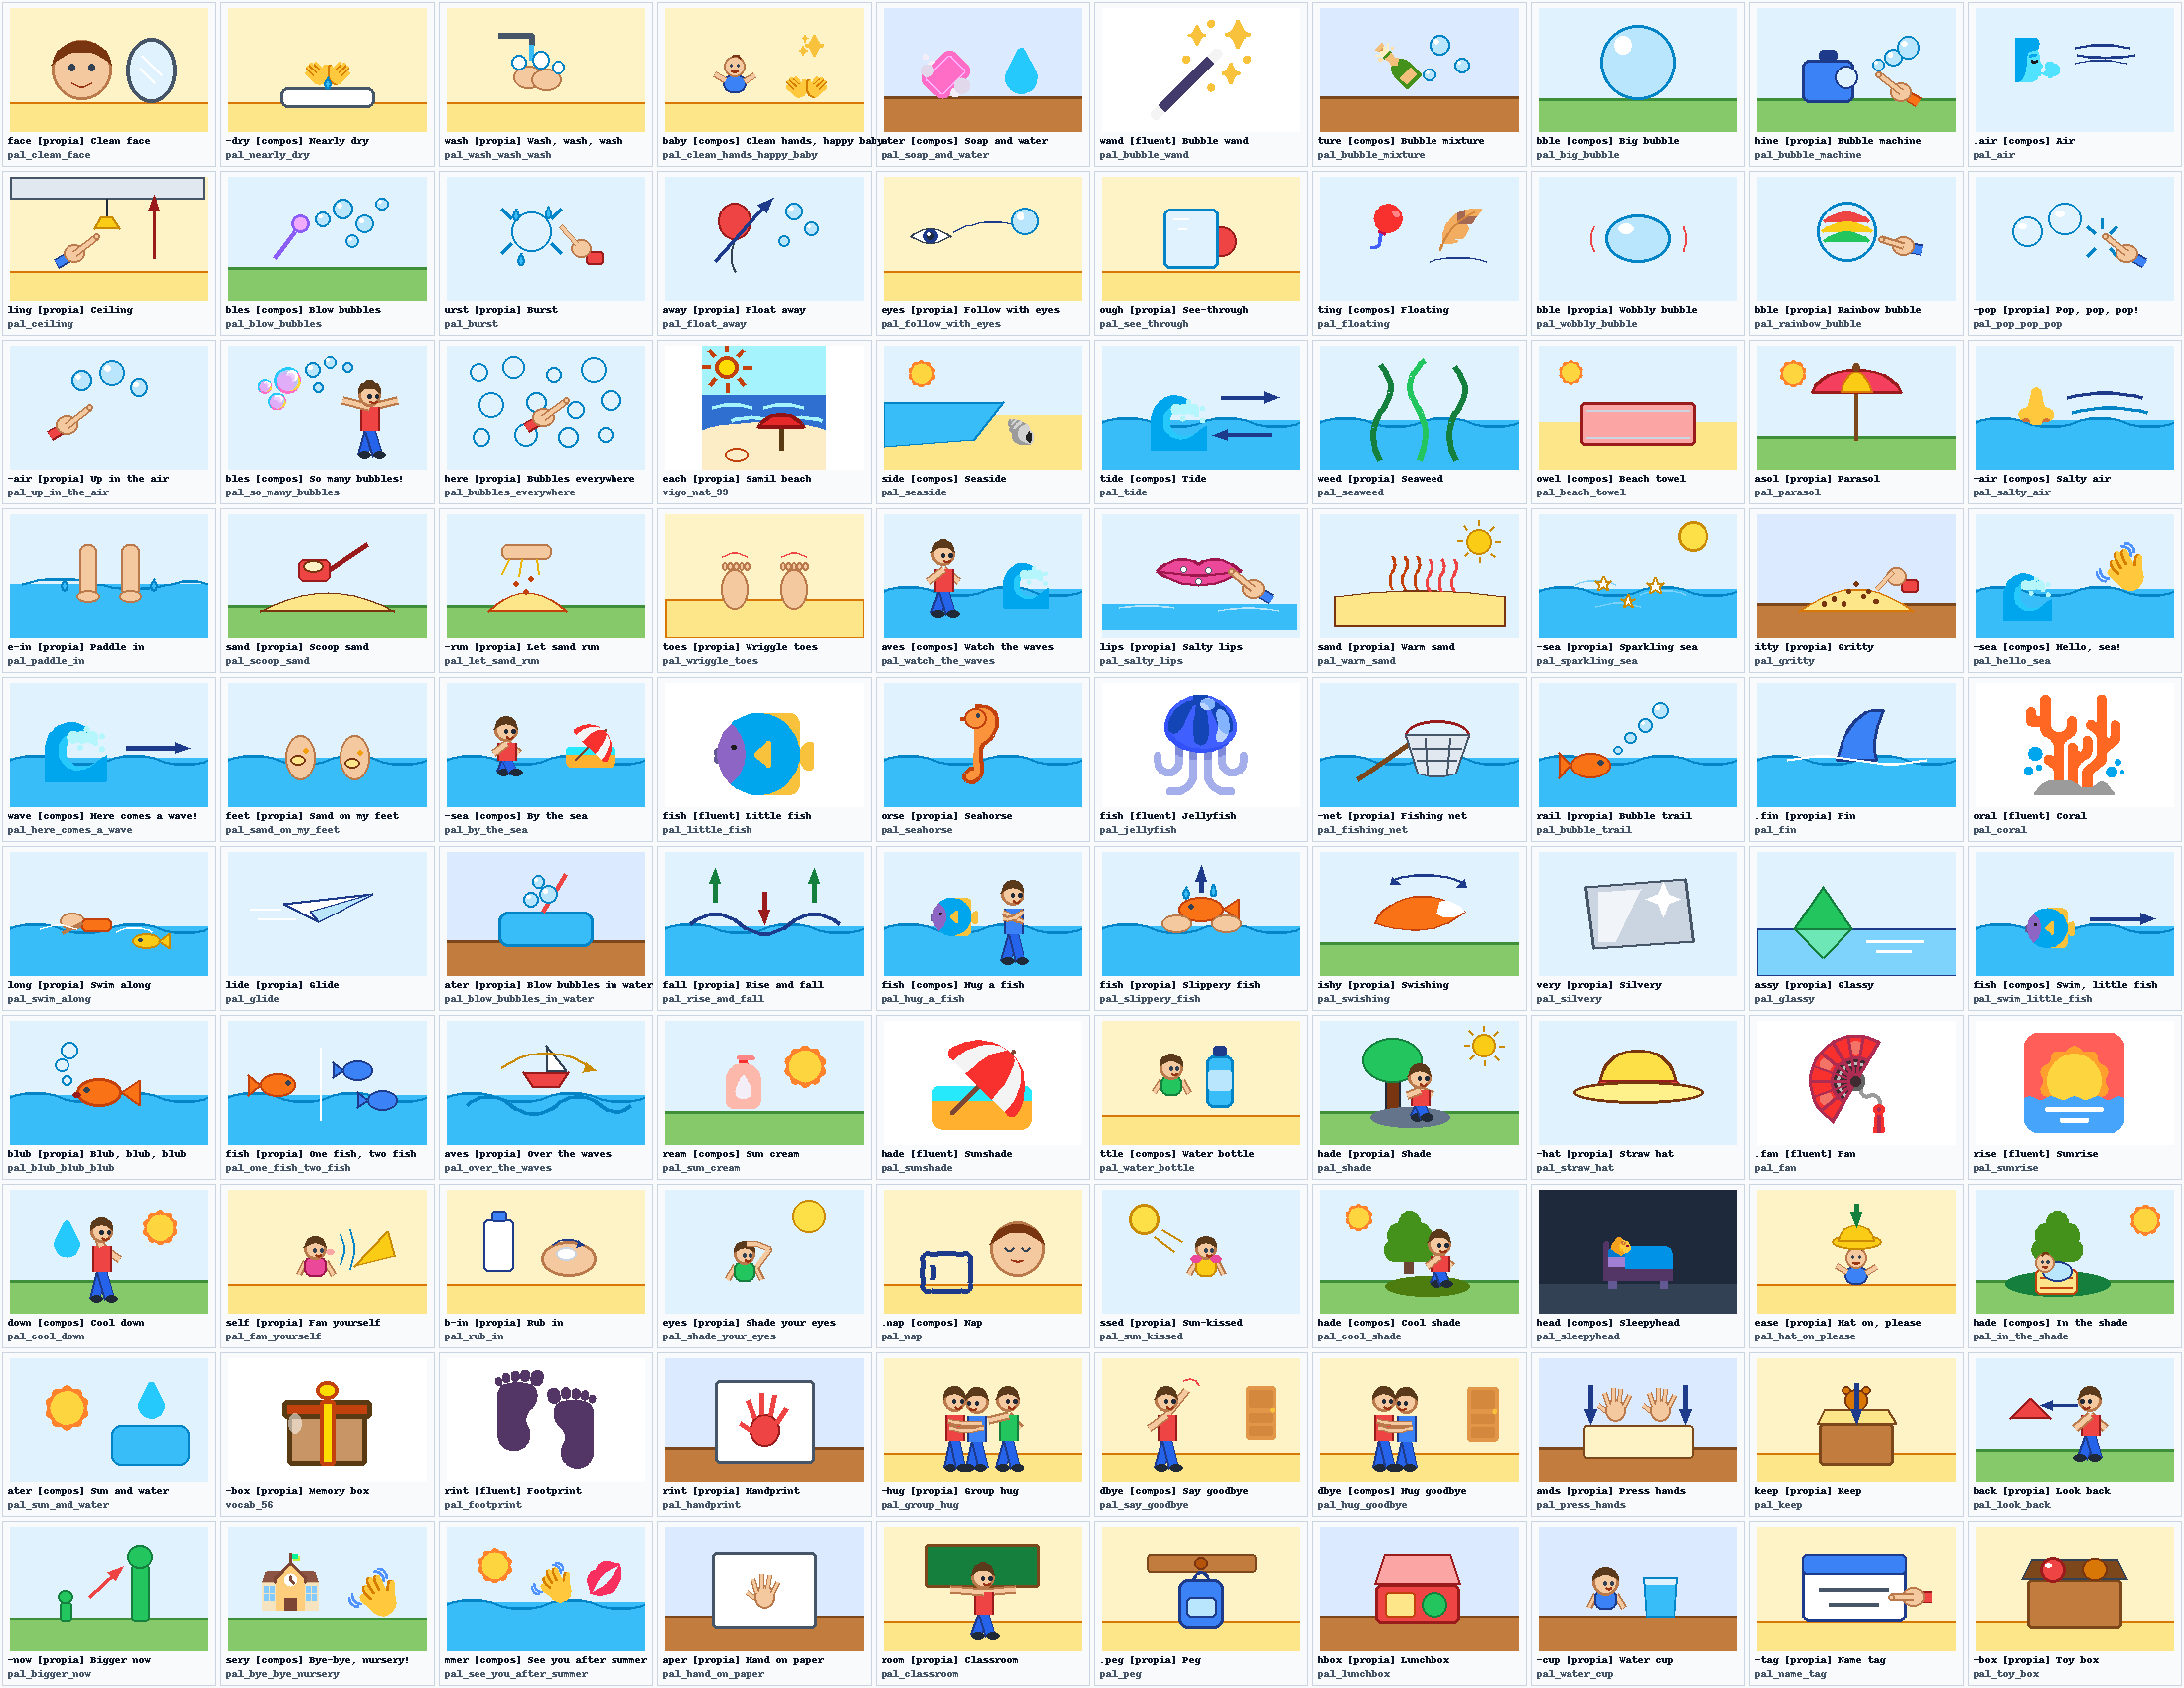 face [propia] Clean face
pal_clean_face
-dry [compos] Nearly dry
pal_nearly_dry
wash [propia] Wash, wash, wash
pal_wash_wash_wash
baby [compos] Clean hands, happy baby
pal_clean_hands_happy_baby
ater [compos] Soap and water
pal_soap_and_water
wand [fluent] Bubble wand
pal_bubble_wand
ture [compos] Bubble mixture
pal_bubble_mixture
bble [propia] Big bubble
pal_big_bubble
hine [propia] Bubble machine
pal_bubble_machine
.air [compos] Air
pal_air
ling [propia] Ceiling
pal_ceiling
bles [compos] Blow bubbles
pal_blow_bubbles
urst [propia] Burst
pal_burst
away [propia] Float away
pal_float_away
eyes [propia] Follow with eyes
pal_follow_with_eyes
ough [propia] See-through
pal_see_through
ting [compos] Floating
pal_floating
bble [propia] Wobbly bubble
pal_wobbly_bubble
bble [propia] Rainbow bubble
pal_rainbow_bubble
-pop [propia] Pop, pop, pop!
pal_pop_pop_pop
-air [propia] Up in the air
pal_up_in_the_air
bles [compos] So many bubbles!
pal_so_many_bubbles
here [propia] Bubbles everywhere
pal_bubbles_everywhere
each [propia] Samil beach
vigo_nat_99
side [compos] Seaside
pal_seaside
tide [compos] Tide
pal_tide
weed [propia] Seaweed
pal_seaweed
owel [compos] Beach towel
pal_beach_towel
asol [propia] Parasol
pal_parasol
-air [compos] Salty air
pal_salty_air
e-in [propia] Paddle in
pal_paddle_in
sand [propia] Scoop sand
pal_scoop_sand
-run [propia] Let sand run
pal_let_sand_run
toes [propia] Wriggle toes
pal_wriggle_toes
aves [compos] Watch the waves
pal_watch_the_waves
lips [propia] Salty lips
pal_salty_lips
sand [propia] Warm sand
pal_warm_sand
-sea [propia] Sparkling sea
pal_sparkling_sea
itty [propia] Gritty
pal_gritty
-sea [compos] Hello, sea!
pal_hello_sea
wave [compos] Here comes a wave!
pal_here_comes_a_wave
feet [propia] Sand on my feet
pal_sand_on_my_feet
-sea [compos] By the sea
pal_by_the_sea
fish [fluent] Little fish
pal_little_fish
orse [propia] Seahorse
pal_seahorse
fish [fluent] Jellyfish
pal_jellyfish
-net [propia] Fishing net
pal_fishing_net
rail [propia] Bubble trail
pal_bubble_trail
.fin [propia] Fin
pal_fin
oral [fluent] Coral
pal_coral
long [propia] Swim along
pal_swim_along
lide [propia] Glide
pal_glide
ater [propia] Blow bubbles in water
pal_blow_bubbles_in_water
fall [propia] Rise and fall
pal_rise_and_fall
fish [compos] Hug a fish
pal_hug_a_fish
fish [propia] Slippery fish
pal_slippery_fish
ishy [propia] Swishing
pal_swishing
very [propia] Silvery
pal_silvery
assy [propia] Glassy
pal_glassy
fish [compos] Swim, little fish
pal_swim_little_fish
blub [propia] Blub, blub, blub
pal_blub_blub_blub
fish [propia] One fish, two fish
pal_one_fish_two_fish
aves [propia] Over the waves
pal_over_the_waves
ream [compos] Sun cream
pal_sun_cream
hade [fluent] Sunshade
pal_sunshade
ttle [compos] Water bottle
pal_water_bottle
hade [propia] Shade
pal_shade
-hat [propia] Straw hat
pal_straw_hat
.fan [fluent] Fan
pal_fan
rise [fluent] Sunrise
pal_sunrise
down [compos] Cool down
pal_cool_down
self [propia] Fan yourself
pal_fan_yourself
b-in [propia] Rub in
pal_rub_in
eyes [propia] Shade your eyes
pal_shade_your_eyes
.nap [compos] Nap
pal_nap
ssed [propia] Sun-kissed
pal_sun_kissed
hade [compos] Cool shade
pal_cool_shade
head [compos] Sleepyhead
pal_sleepyhead
ease [propia] Hat on, please
pal_hat_on_please
hade [compos] In the shade
pal_in_the_shade
ater [compos] Sun and water
pal_sun_and_water
-box [propia] Memory box
vocab_56
rint [fluent] Footprint
pal_footprint
rint [propia] Handprint
pal_handprint
-hug [propia] Group hug
pal_group_hug
dbye [compos] Say goodbye
pal_say_goodbye
dbye [compos] Hug goodbye
pal_hug_goodbye
ands [propia] Press hands
pal_press_hands
keep [propia] Keep
pal_keep
back [propia] Look back
pal_look_back
-now [propia] Bigger now
pal_bigger_now
sery [compos] Bye-bye, nursery!
pal_bye_bye_nursery
mmer [compos] See you after summer
pal_see_you_after_summer
aper [propia] Hand on paper
pal_hand_on_paper
room [propia] Classroom
pal_classroom
.peg [propia] Peg
pal_peg
hbox [propia] Lunchbox
pal_lunchbox
-cup [propia] Water cup
pal_water_cup
-tag [propia] Name tag
pal_name_tag
-box [propia] Toy box
pal_toy_box